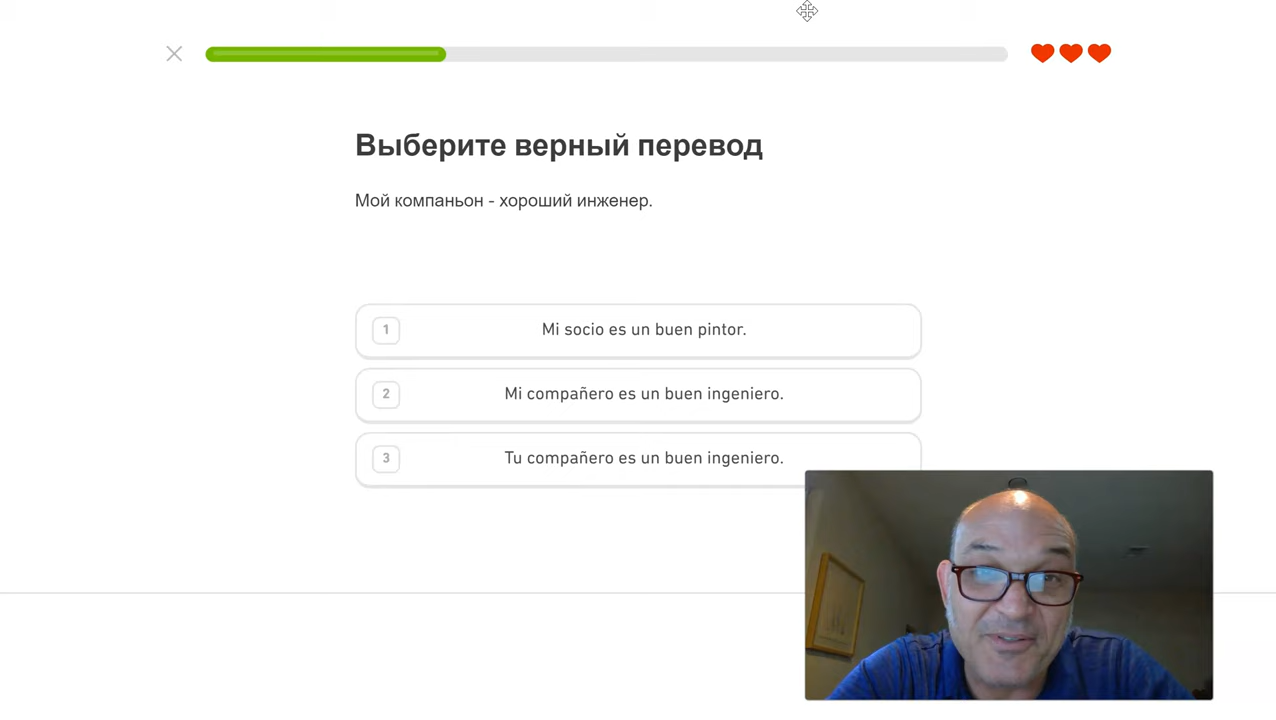 Выберите верный перевод
Мой компаньон - хороший инженер.
1 Mi socio es un buen pintor.
2 Mi compañero es un buen ingeniero.
3 Tu compañero es un buen ingeniero.